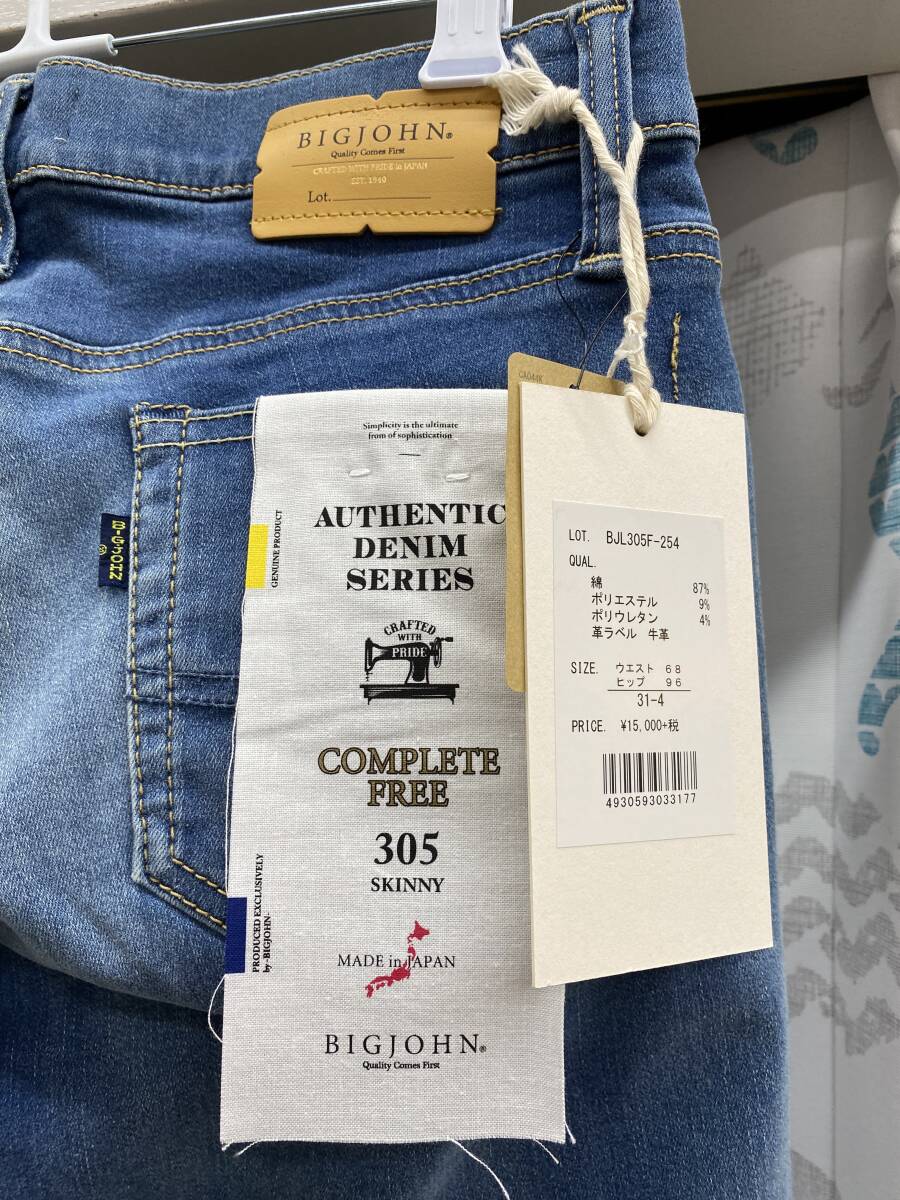 BIGJOHN®
Quality Comes First
CRAFTED WITH PRIDE in JAPAN
EST. 1940
Lot.
BIGJOHN®
Simplicity is the ultimate
from of sophistication
AUTHENTIC
DENIM
SERIES
GENUINE PRODUCT
CRAFTED
WITH
PRIDE
COMPLETE
FREE
305
SKINNY
PRODUCED EXCLUSIVELY
by-BIGJOHN-
MADE in JAPAN
BIGJOHN®
Quality Comes First
CA044K
LOT. BJL305F-254
QUAL.
綿 87%
ポリエステル 9%
ポリウレタン 4%
革ラベル 牛革
SIZE. ウエスト 68
ヒップ 96
31-4
PRICE. ¥15,000+税
4930593033177